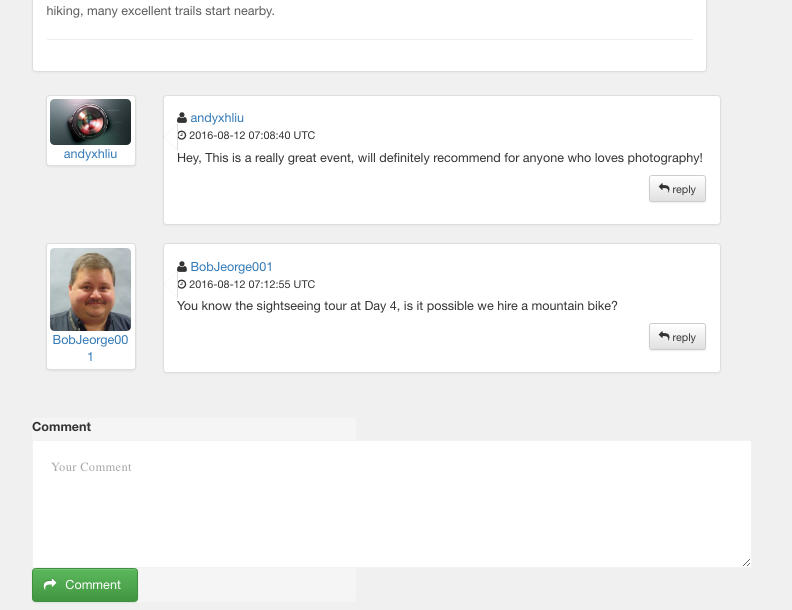 hiking, many excellent trails start nearby.
andyxhliu
andyxhliu
2016-08-12 07:08:40 UTC
Hey, This is a really great event, will definitely recommend for anyone who loves photography!
reply
BobJeorge00
1
BobJeorge001
2016-08-12 07:12:55 UTC
You know the sightseeing tour at Day 4, is it possible we hire a mountain bike?
reply
Comment
Your Comment
Comment